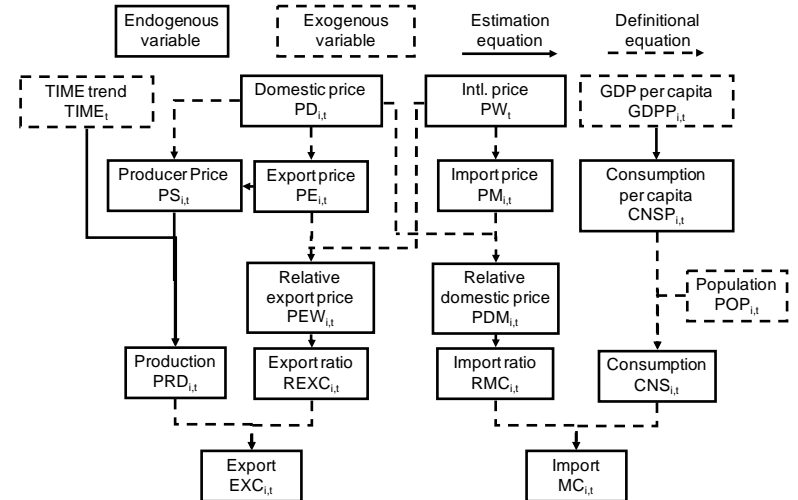 Endogenous
variable
Exogenous
variable
Estimation
equation
Definitional
equation
TIME trend
TIMEt
Domestic price
PDi,t
Intl. price
PWt
GDP per capita
GDPPi,t
Producer Price
PSi,t
Export price
PEi,t
Import price
PMi,t
Consumption
per capita
CNSPi,t
Relative
export price
PEWi,t
Relative
domestic price
PDMi,t
Population
POPi,t
Production
PRDi,t
Export ratio
REXCi,t
Import ratio
RMCi,t
Consumption
CNSi,t
Export
EXCi,t
Import
MCi,t